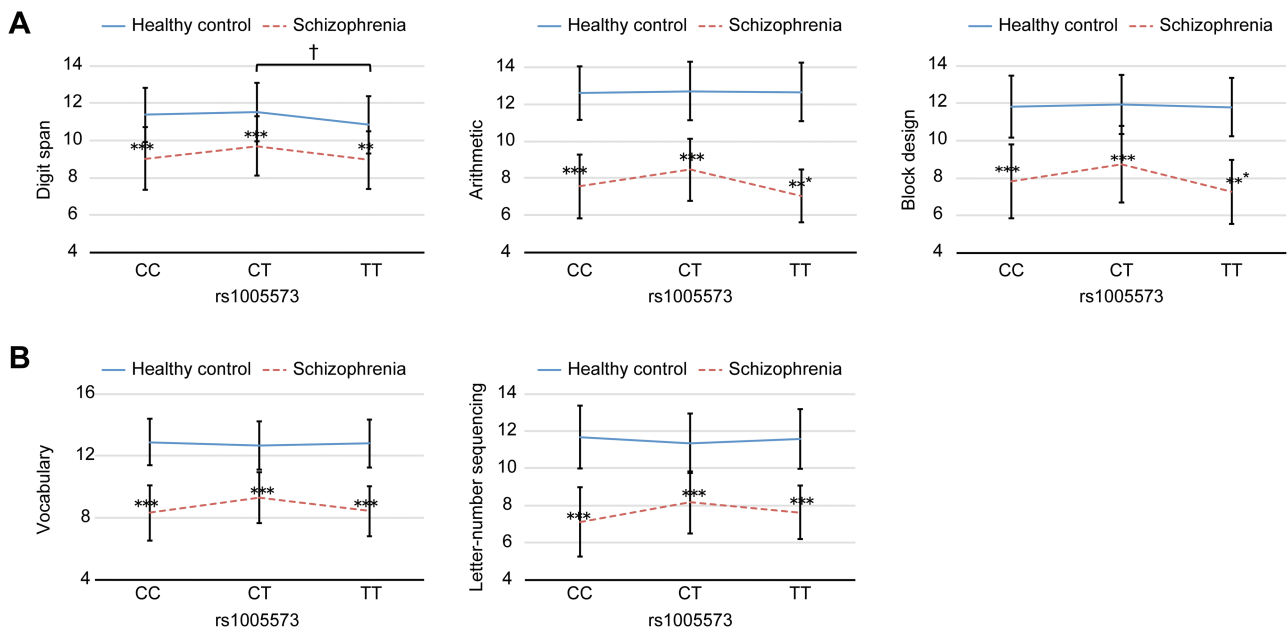 A
Healthy control Schizophrenia
†
Digit span
14
12
10
8
6
4
***
***
**
CC CT TT
rs1005573
Healthy control Schizophrenia
Arithmetic
14
12
10
8
6
4
***
***
***
CC CT TT
rs1005573
Healthy control Schizophrenia
Block design
14
12
10
8
6
4
***
***
***
CC CT TT
rs1005573
B
Healthy control Schizophrenia
Vocabulary
16
12
8
4
***
***
***
CC CT TT
rs1005573
Healthy control Schizophrenia
Letter-number sequencing
14
12
10
8
6
4
***
***
***
CC CT TT
rs1005573